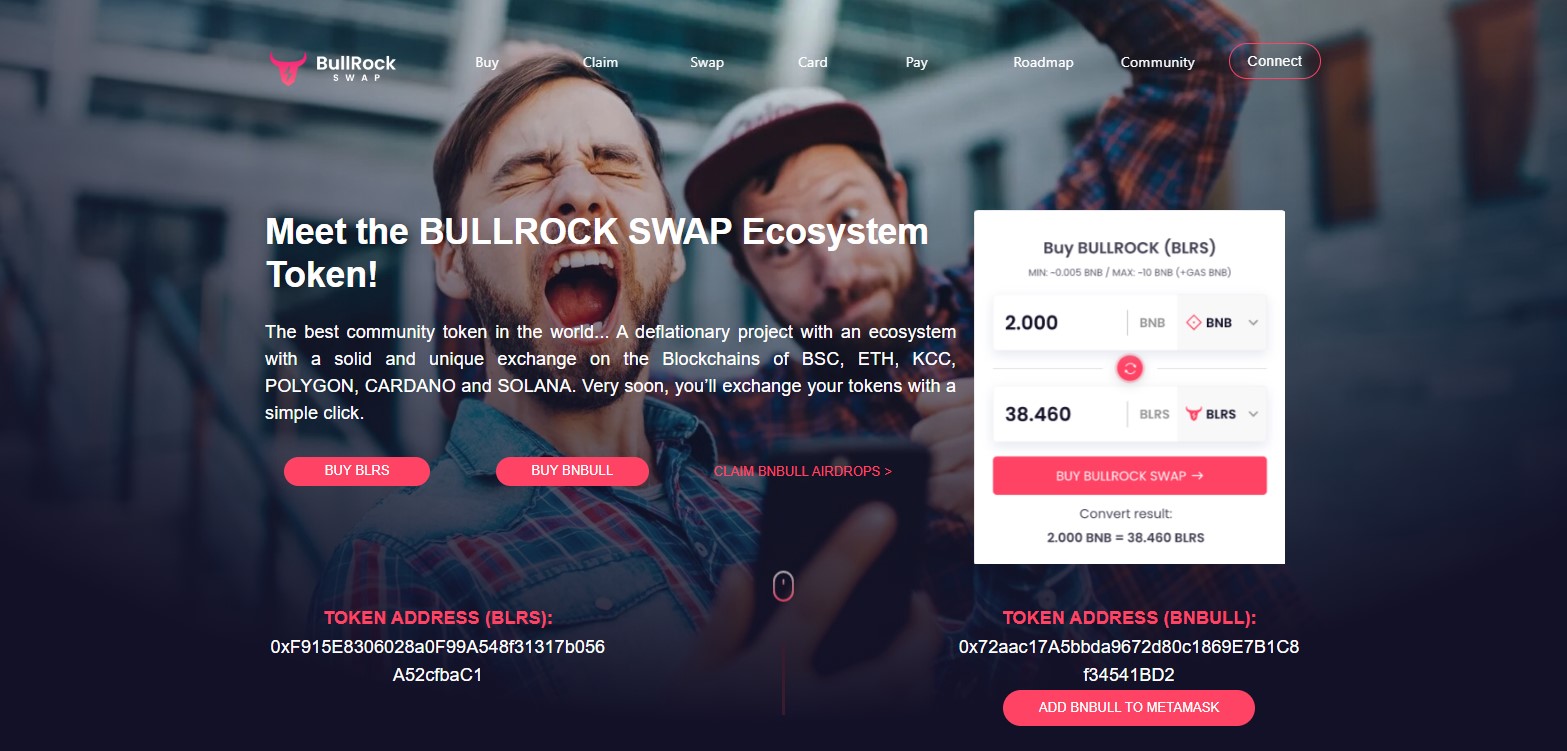 BullRock
SWAP
Buy
Claim
Swap
Card
Pay
Roadmap
Community
Connect
Meet the BULLROCK SWAP Ecosystem
Token!
The best community token in the world... A deflationary project with an ecosystem
with a solid and unique exchange on the Blockchains of BSC, ETH, KCC,
POLYGON, CARDANO and SOLANA. Very soon, you’ll exchange your tokens with a
simple click.
BUY BLRS
BUY BNBULL
CLAIM BNBULL AIRDROPS >
Buy BULLROCK (BLRS)
MIN: ~0.005 BNB / MAX: ~10 BNB (+GAS BNB)
2.000
BNB
BNB
38.460
BLRS
BLRS
BUY BULLROCK SWAP →
Convert result:
2.000 BNB = 38.460 BLRS
TOKEN ADDRESS (BLRS):
0xF915E8306028a0F99A548f31317b056
A52cfbaC1
TOKEN ADDRESS (BNBULL):
0x72aac17A5bbda9672d80c1869E7B1C8
f34541BD2
ADD BNBULL TO METAMASK